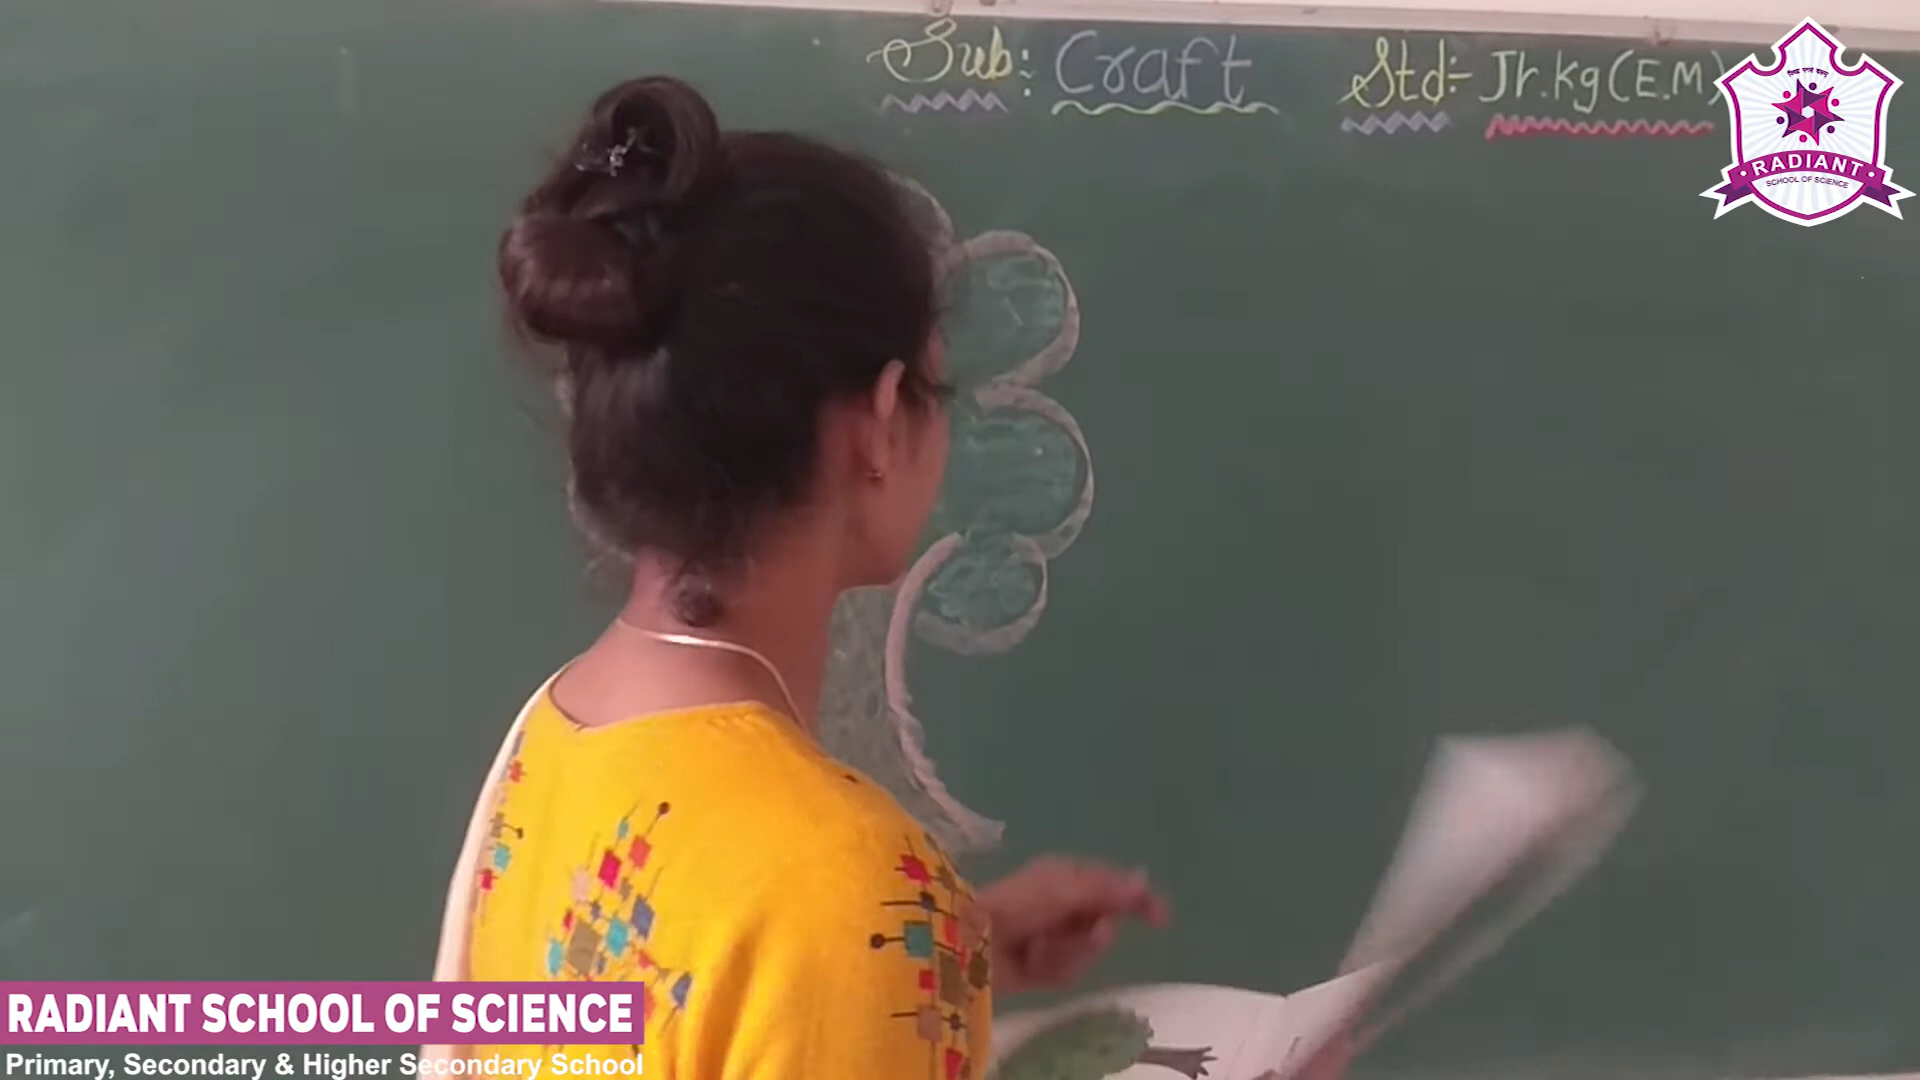 Sub: Craft Std:- Jr.kg (E.M)
RADIANT
SCHOOL OF SCIENCE
RADIANT SCHOOL OF SCIENCE
Primary, Secondary & Higher Secondary School